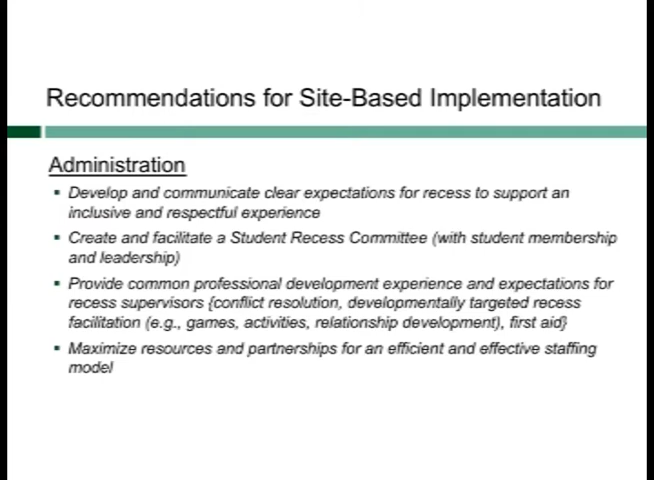 Recommendations for Site-Based Implementation
Administration
▪ Develop and communicate clear expectations for recess to support an
inclusive and respectful experience
▪ Create and facilitate a Student Recess Committee (with student membership
and leadership)
▪ Provide common professional development experience and expectations for
recess supervisors {conflict resolution, developmentally targeted recess
facilitation (e.g., games, activities, relationship development), first aid}
▪ Maximize resources and partnerships for an efficient and effective staffing
model